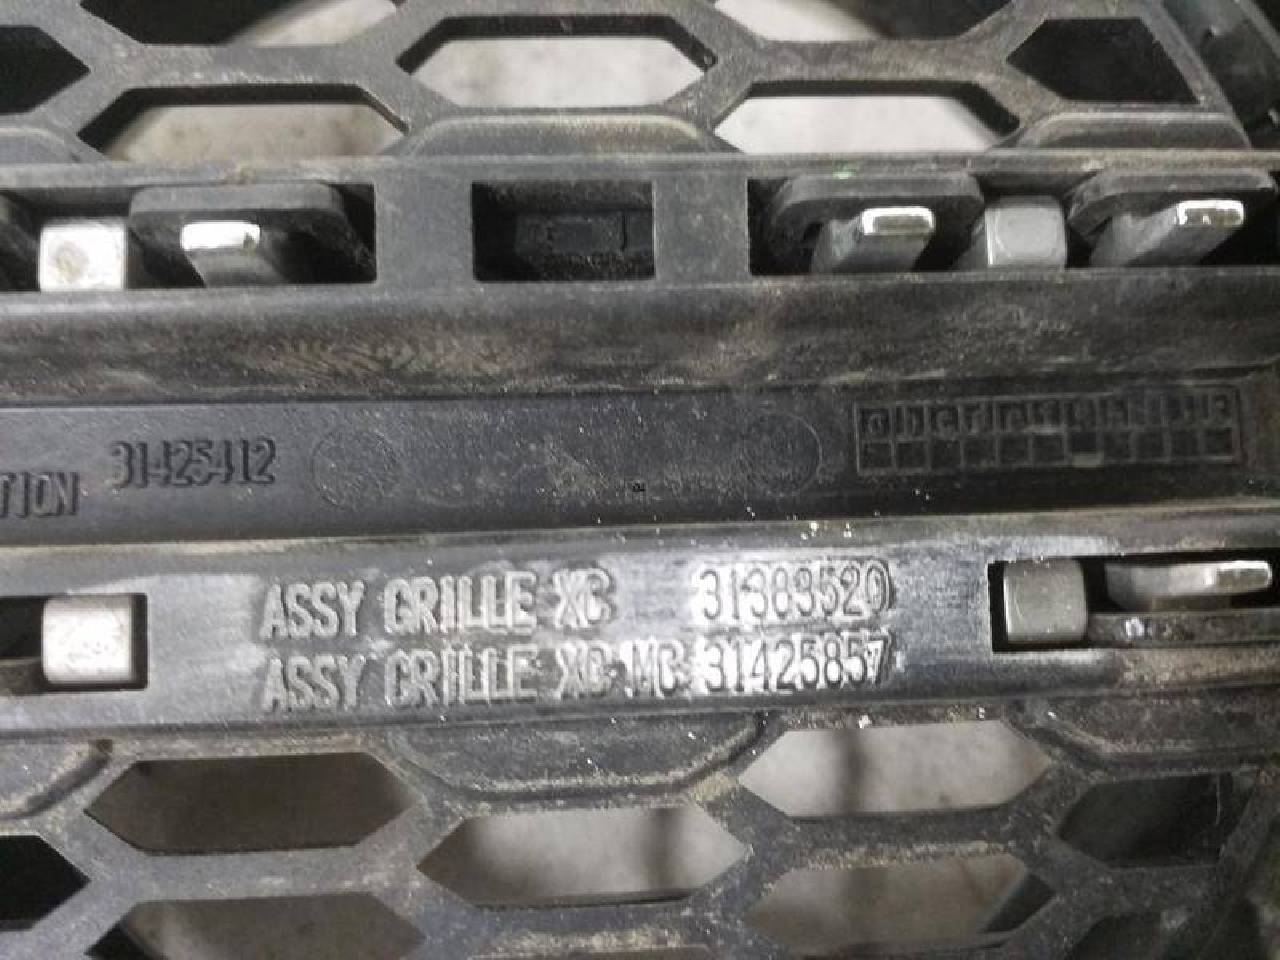 31425412
TION
ASSY GRILLE XC 31383520
ASSY GRILLE XC MC 31425857